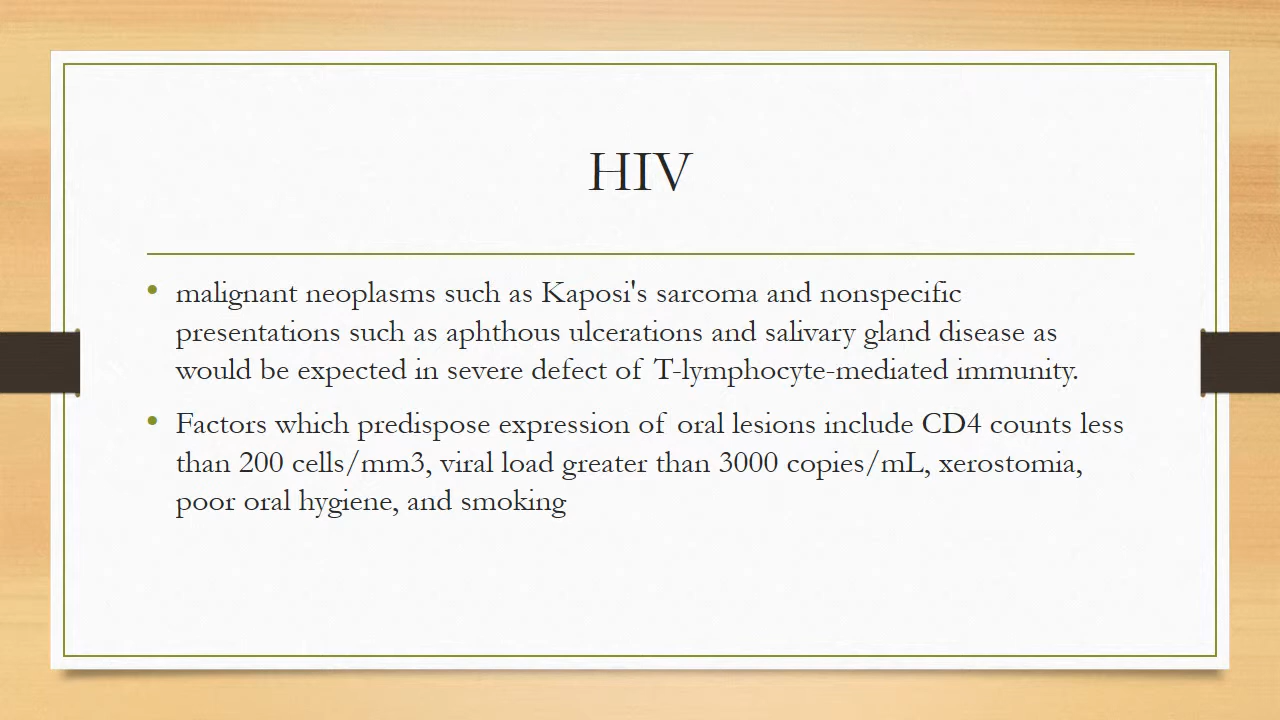 HIV
• malignant neoplasms such as Kaposi's sarcoma and nonspecific
presentations such as aphthous ulcerations and salivary gland disease as
would be expected in severe defect of T-lymphocyte-mediated immunity.
• Factors which predispose expression of oral lesions include CD4 counts less
than 200 cells/mm3, viral load greater than 3000 copies/mL, xerostomia,
poor oral hygiene, and smoking